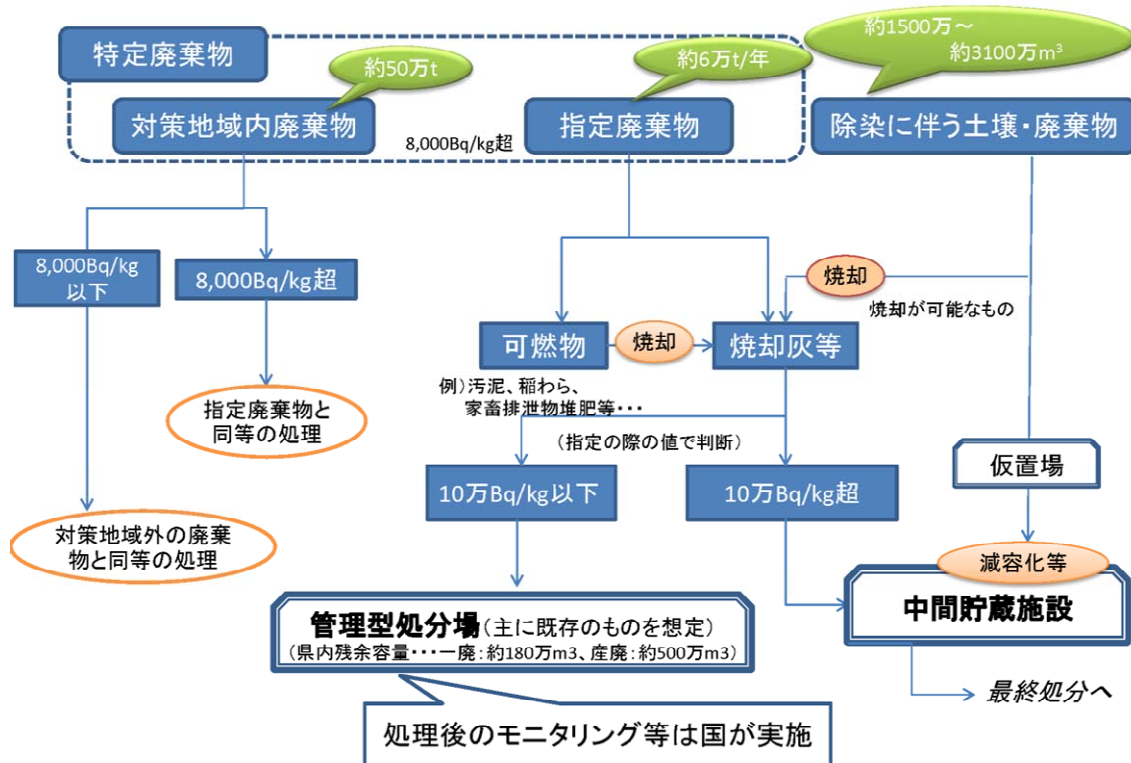 約1500万～
約3100万m³
特定廃棄物
約50万t
約6万t/年
対策地域内廃棄物
指定廃棄物
除染に伴う土壌・廃棄物
8,000Bq/kg超
8,000Bq/kg
以下
8,000Bq/kg超
焼却
焼却が可能なもの
可燃物
焼却
焼却灰等
例）汚泥、稲わら、
家畜排泄物堆肥等・・・
指定廃棄物と
同等の処理
（指定の際の値で判断）
仮置場
10万Bq/kg以下
10万Bq/kg超
対策地域外の廃棄
物と同等の処理
減容化等
中間貯蔵施設
管理型処分場（主に既存のものを想定）
（県内残余容量・・・一廃：約180万m3、産廃：約500万m3）
最終処分へ
処理後のモニタリング等は国が実施